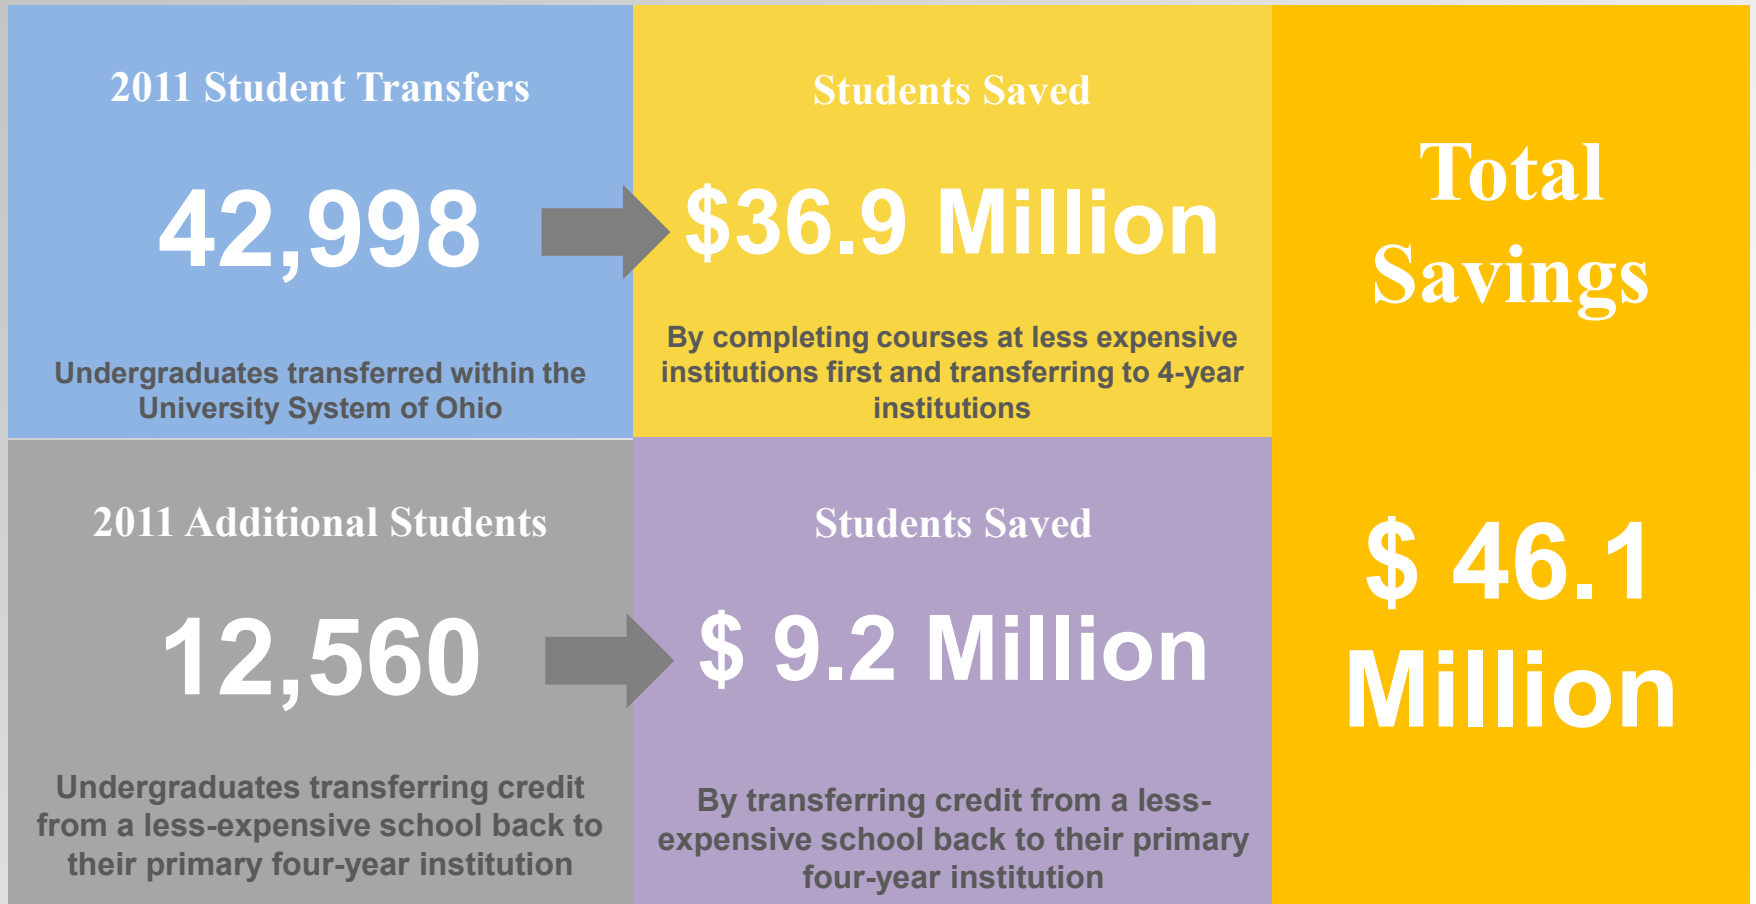 2011 Student Transfers
42,998
Undergraduates transferred within the
University System of Ohio
Students Saved
$36.9 Million
By completing courses at less expensive
institutions first and transferring to 4-year
institutions
2011 Additional Students
12,560
Undergraduates transferring credit
from a less-expensive school back to
their primary four-year institution
Students Saved
$ 9.2 Million
By transferring credit from a less-
expensive school back to their primary
four-year institution
Total
Savings
$ 46.1
Million